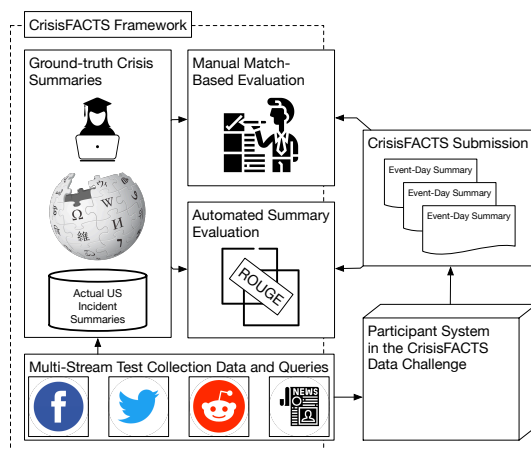 CrisisFACTS Framework
Ground-truth Crisis
Summaries
Ω
W
維
И
Actual US
Incident
Summaries
Manual Match-
Based Evaluation
Automated Summary
Evaluation
ROUGE
CrisisFACTS Submission
Event-Day Summary
Event-Day Summary
Event-Day Summary
Participant System
in the CrisisFACTS
Data Challenge
Multi-Stream Test Collection Data and Queries
f
NEWS